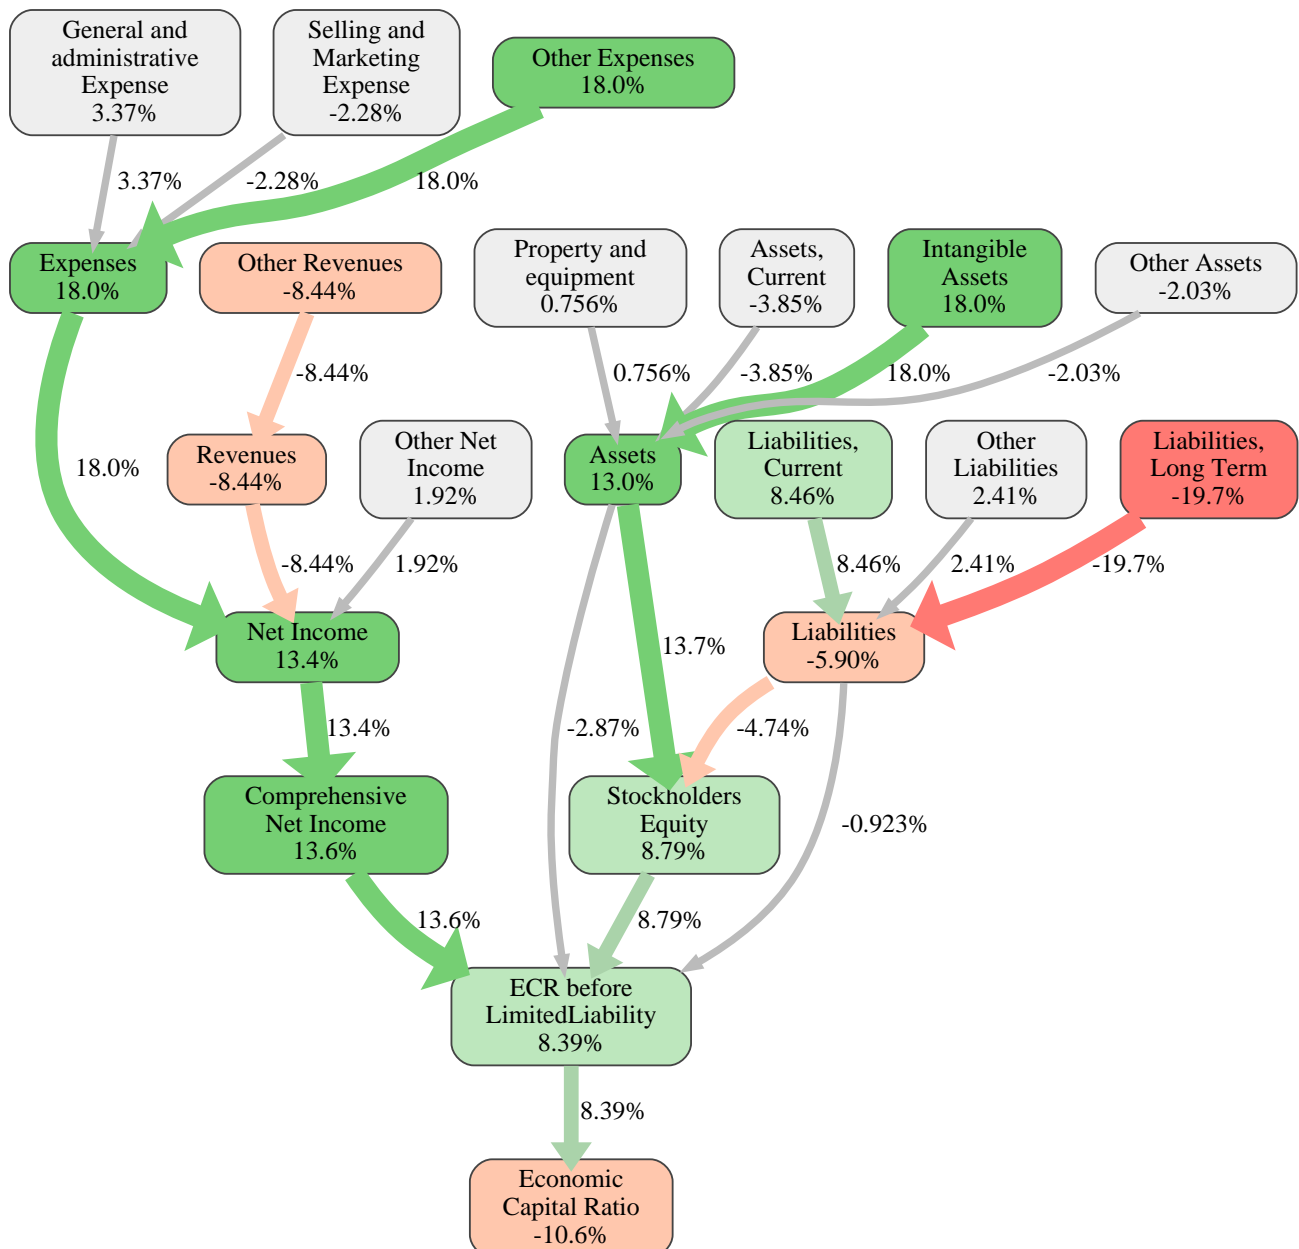 General and
administrative
Expense
3.37%
Selling and
Marketing
Expense
-2.28%
Other Expenses
18.0%
3.37%
-2.28%
18.0%
Expenses
18.0%
Other Revenues
-8.44%
Property and
equipment
0.756%
Assets,
Current
-3.85%
Intangible
Assets
18.0%
Other Assets
-2.03%
-8.44%
0.756%
-3.85%
18.0%
-2.03%
18.0%
Revenues
-8.44%
Other Net
Income
1.92%
Assets
13.0%
Liabilities,
Current
8.46%
Other
Liabilities
2.41%
Liabilities,
Long Term
-19.7%
-8.44%
1.92%
8.46%
2.41%
-19.7%
Net Income
13.4%
13.7%
Liabilities
-5.90%
13.4%
-2.87%
-4.74%
Comprehensive
Net Income
13.6%
Stockholders
Equity
8.79%
-0.923%
13.6%
8.79%
ECR before
LimitedLiability
8.39%
8.39%
Economic
Capital Ratio
-10.6%